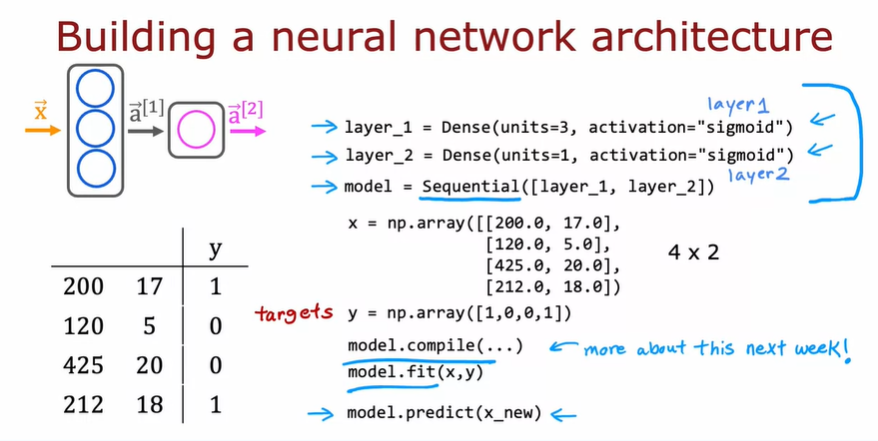 Building a neural network architecture
x⃗
a⃗[1]
a⃗[2]
layer1
layer_1 = Dense(units=3, activation="sigmoid")
layer_2 = Dense(units=1, activation="sigmoid")
layer2
model = Sequential([layer_1, layer_2])
x = np.array([[200.0, 17.0],
[120.0, 5.0],
[425.0, 20.0],
[212.0, 18.0])
4 x 2
y
200 17 1
120 5 0
425 20 0
212 18 1
targets y = np.array([1,0,0,1])
model.compile(...) more about this next week!
model.fit(x,y)
model.predict(x_new)